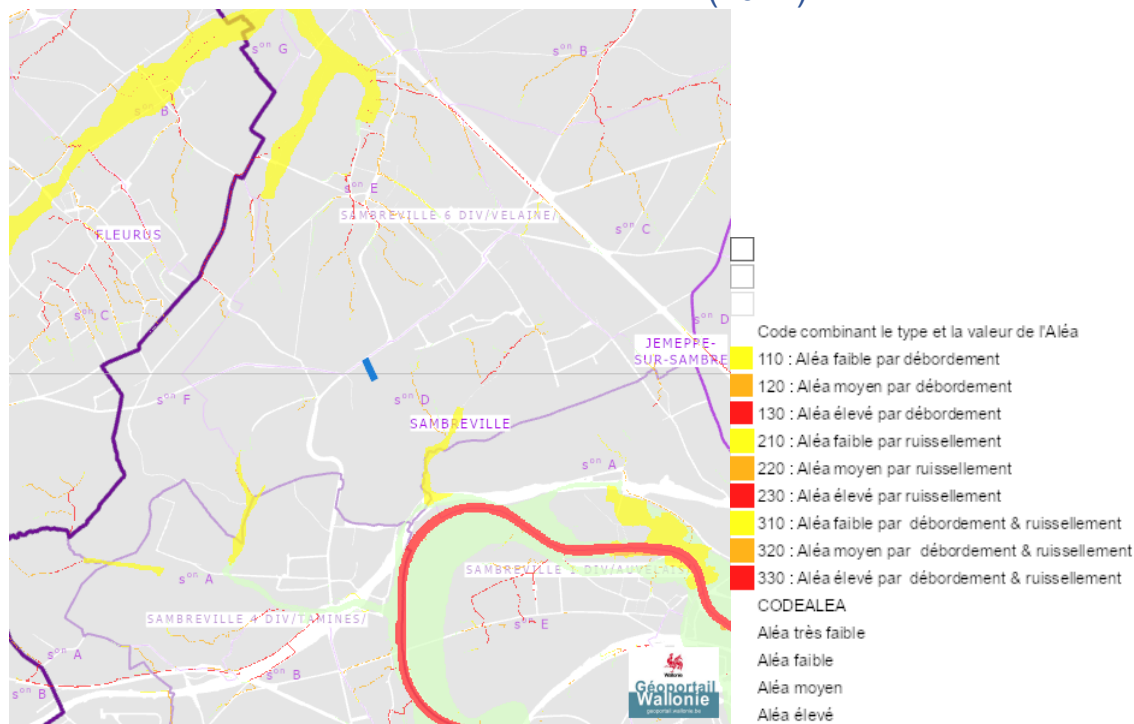 sᵒⁿ G
sᵒⁿ B
B
sᵒⁿ E
SAMBREVILLE 6 DIV/VELAINE/
sᵒⁿ C
FLEURUS
sᵒⁿ C
sᵒⁿ D
JEMEPPE-
SUR-SAMBRE
sᵒⁿ F
sᵒⁿ D
SAMBREVILLE
sᵒⁿ A
sᵒⁿ A
SAMBREVILLE 1 DIV/AUVELAIS/
SAMBREVILLE 4 DIV/TAMINES/
sᵒⁿ E
sᵒⁿ A
sᵒⁿ B
sᵒⁿ B
Wallonie
Géoportail
Wallonie
geoportail.wallonie.be
Code combinant le type et la valeur de l'Aléa
110 : Aléa faible par débordement
120 : Aléa moyen par débordement
130 : Aléa élevé par débordement
210 : Aléa faible par ruissellement
220 : Aléa moyen par ruissellement
230 : Aléa élevé par ruissellement
310 : Aléa faible par débordement & ruissellement
320 : Aléa moyen par débordement & ruissellement
330 : Aléa élevé par débordement & ruissellement
CODEALEA
Aléa très faible
Aléa faible
Aléa moyen
Aléa élevé